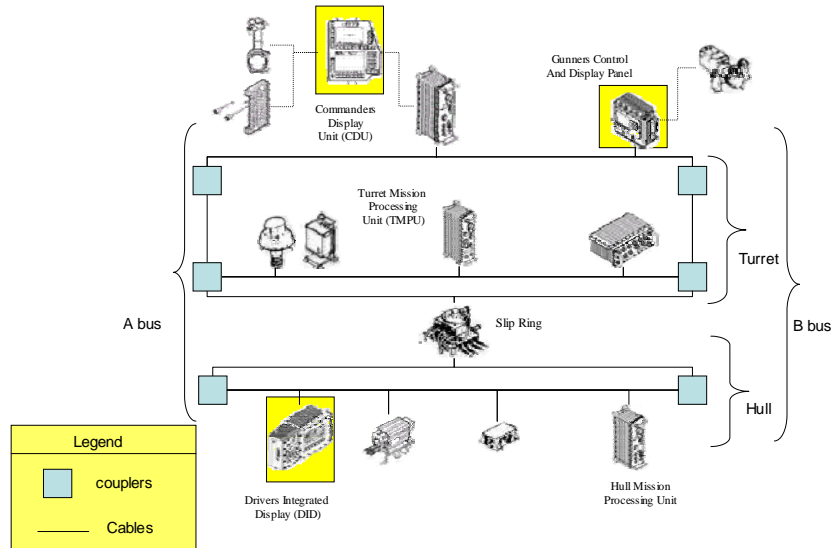 Gunners Control
And Display Panel
Commanders
Display
Unit (CDU)
Turret Mission
Processing
Unit (TMPU)
Turret
A bus
Slip Ring
B bus
Hull
Legend
couplers
Cables
Drivers Integrated
Display (DID)
Hull Mission
Processing Unit